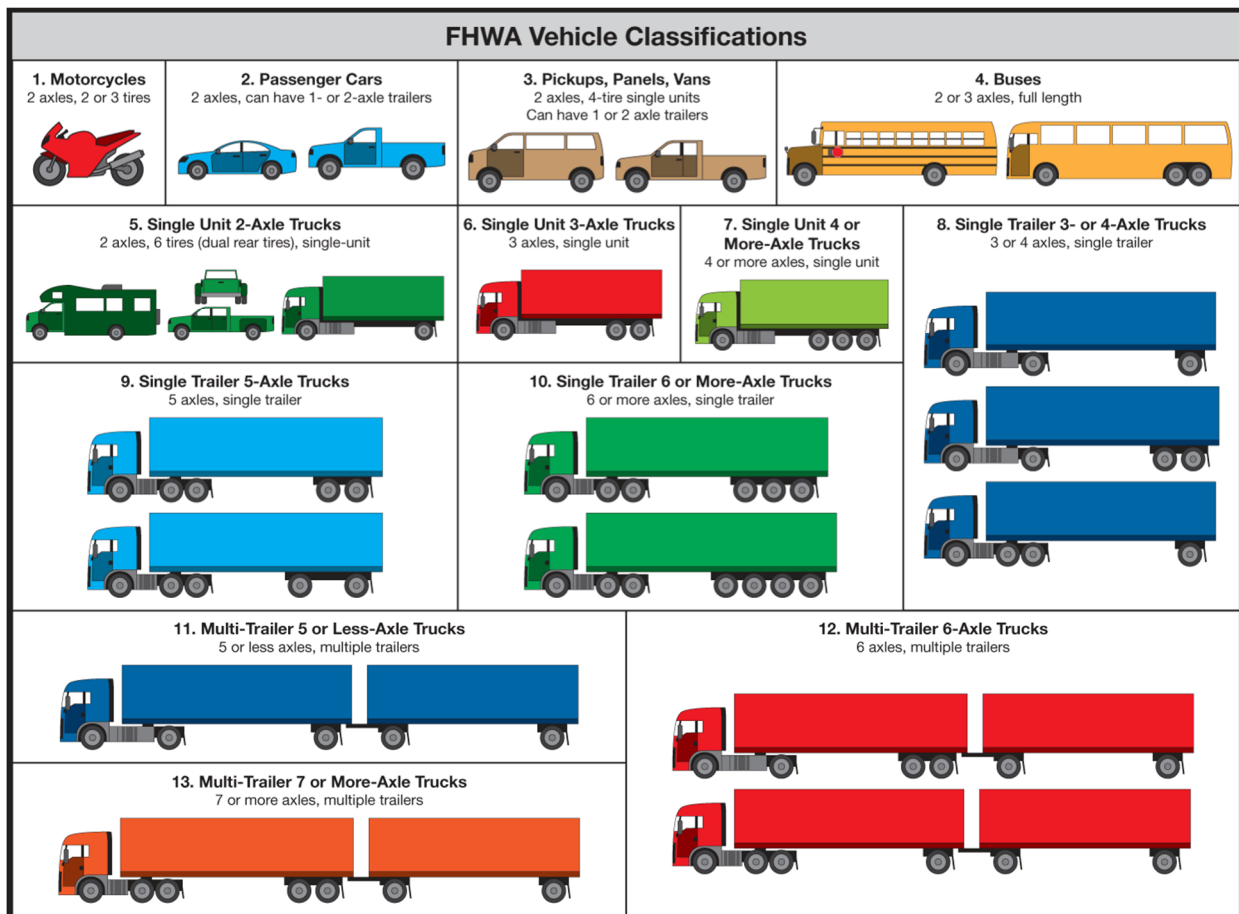 FHWA Vehicle Classifications
1. Motorcycles
2 axles, 2 or 3 tires
2. Passenger Cars
2 axles, can have 1- or 2-axle trailers
3. Pickups, Panels, Vans
2 axles, 4-tire single units
Can have 1 or 2 axle trailers
4. Buses
2 or 3 axles, full length
5. Single Unit 2-Axle Trucks
2 axles, 6 tires (dual rear tires), single-unit
6. Single Unit 3-Axle Trucks
3 axles, single unit
7. Single Unit 4 or
More-Axle Trucks
4 or more axles, single unit
8. Single Trailer 3- or 4-Axle Trucks
3 or 4 axles, single trailer
9. Single Trailer 5-Axle Trucks
5 axles, single trailer
10. Single Trailer 6 or More-Axle Trucks
6 or more axles, single trailer
11. Multi-Trailer 5 or Less-Axle Trucks
5 or less axles, multiple trailers
12. Multi-Trailer 6-Axle Trucks
6 axles, multiple trailers
13. Multi-Trailer 7 or More-Axle Trucks
7 or more axles, multiple trailers